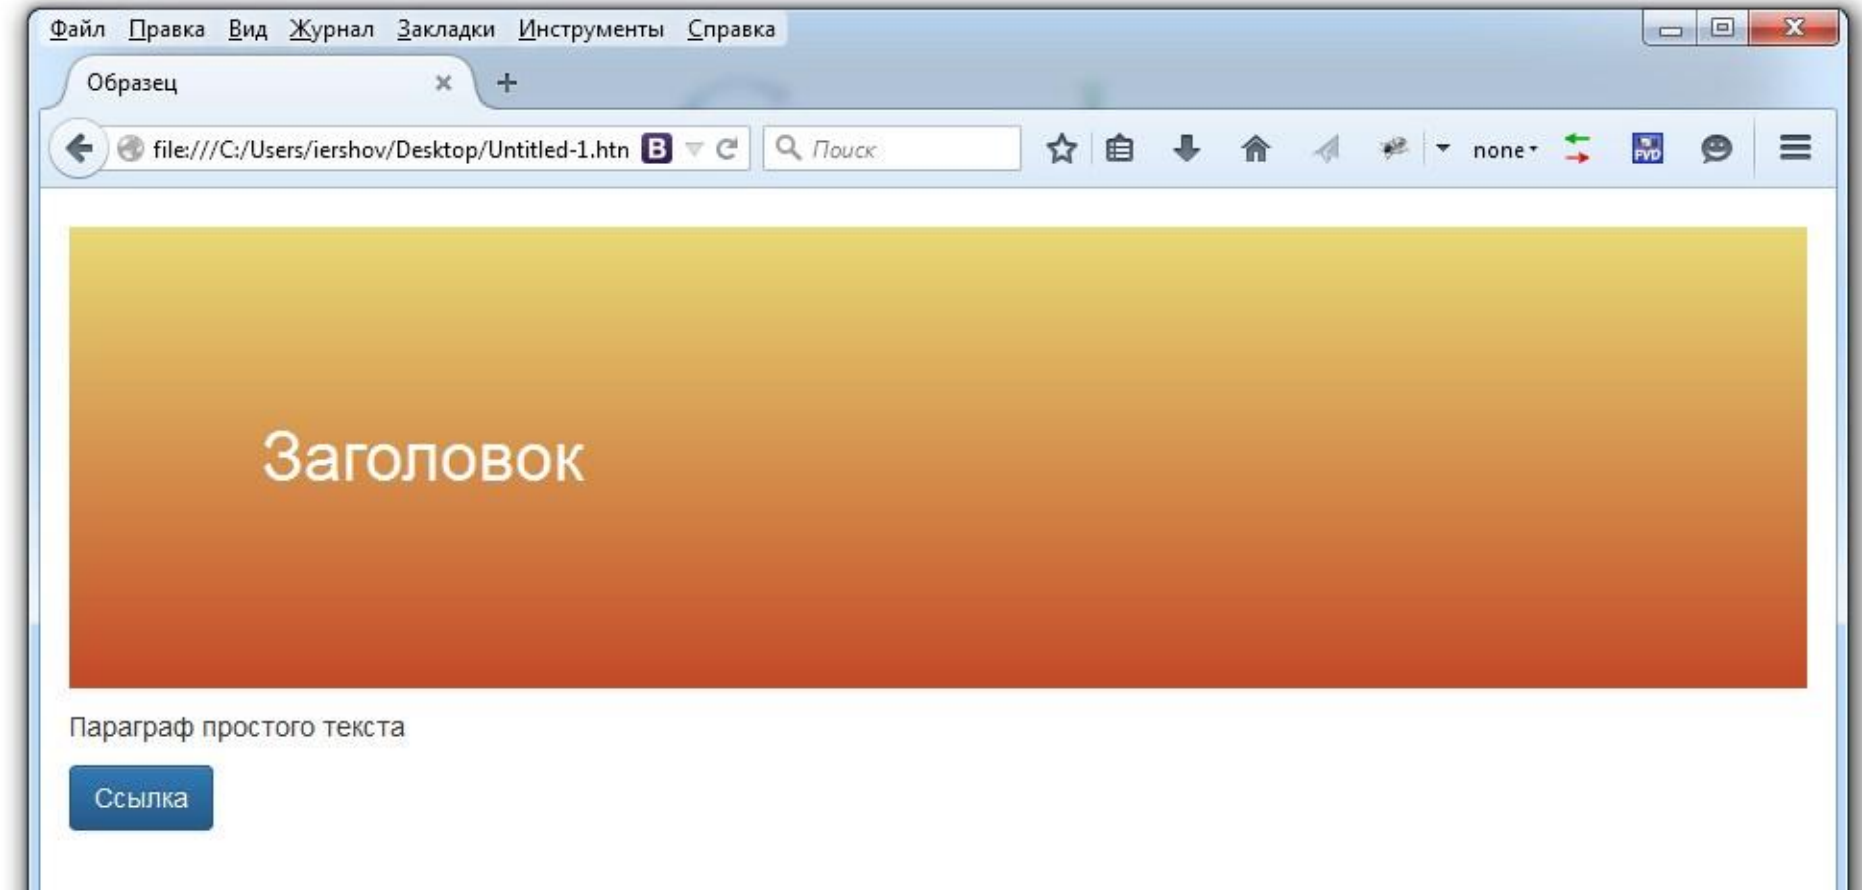 Файл Правка Вид Журнал Закладки Инструменты Справка
Образец
file:///C:/Users/iershov/Desktop/Untitled-1.htn B Поиск none FVD
Заголовок
Параграф простого текста
Ссылка